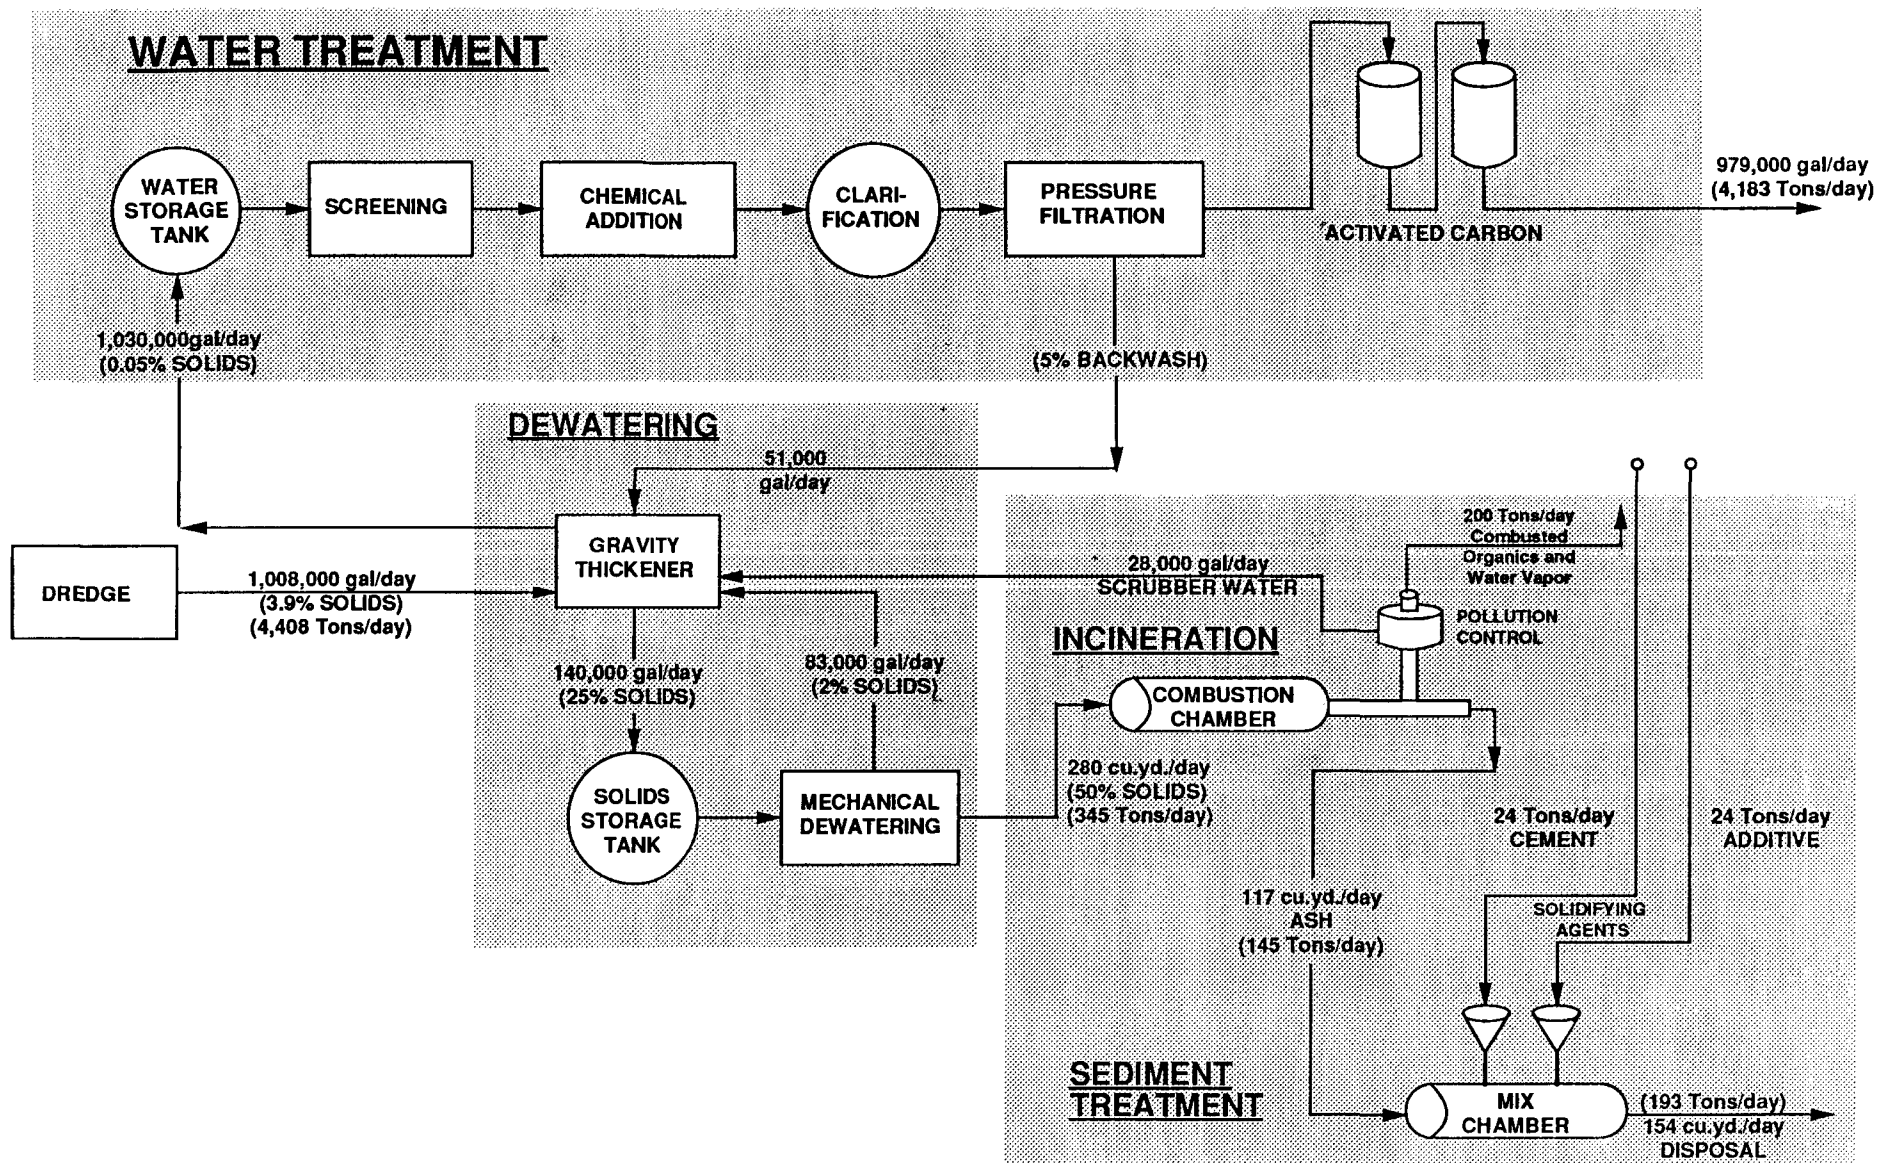 WATER TREATMENT
WATER
STORAGE
TANK
SCREENING
CHEMICAL
ADDITION
CLARI-
FICATION
PRESSURE
FILTRATION
ACTIVATED CARBON
979,000 gal/day
(4,183 Tons/day)
1,030,000gal/day
(0.05% SOLIDS)
(5% BACKWASH)
DEWATERING
51,000
gal/day
GRAVITY
THICKENER
DREDGE
1,008,000 gal/day
(3.9% SOLIDS)
(4,408 Tons/day)
28,000 gal/day
SCRUBBER WATER
200 Tons/day
Combusted
Organics and
Water Vapor
POLLUTION
CONTROL
INCINERATION
140,000 gal/day
(25% SOLIDS)
83,000 gal/day
(2% SOLIDS)
COMBUSTION
CHAMBER
SOLIDS
STORAGE
TANK
MECHANICAL
DEWATERING
280 cu.yd./day
(50% SOLIDS)
(345 Tons/day)
24 Tons/day
CEMENT
24 Tons/day
ADDITIVE
117 cu.yd./day
ASH
(145 Tons/day)
SOLIDIFYING
AGENTS
SEDIMENT
TREATMENT
MIX
CHAMBER
(193 Tons/day)
154 cu.yd./day
DISPOSAL